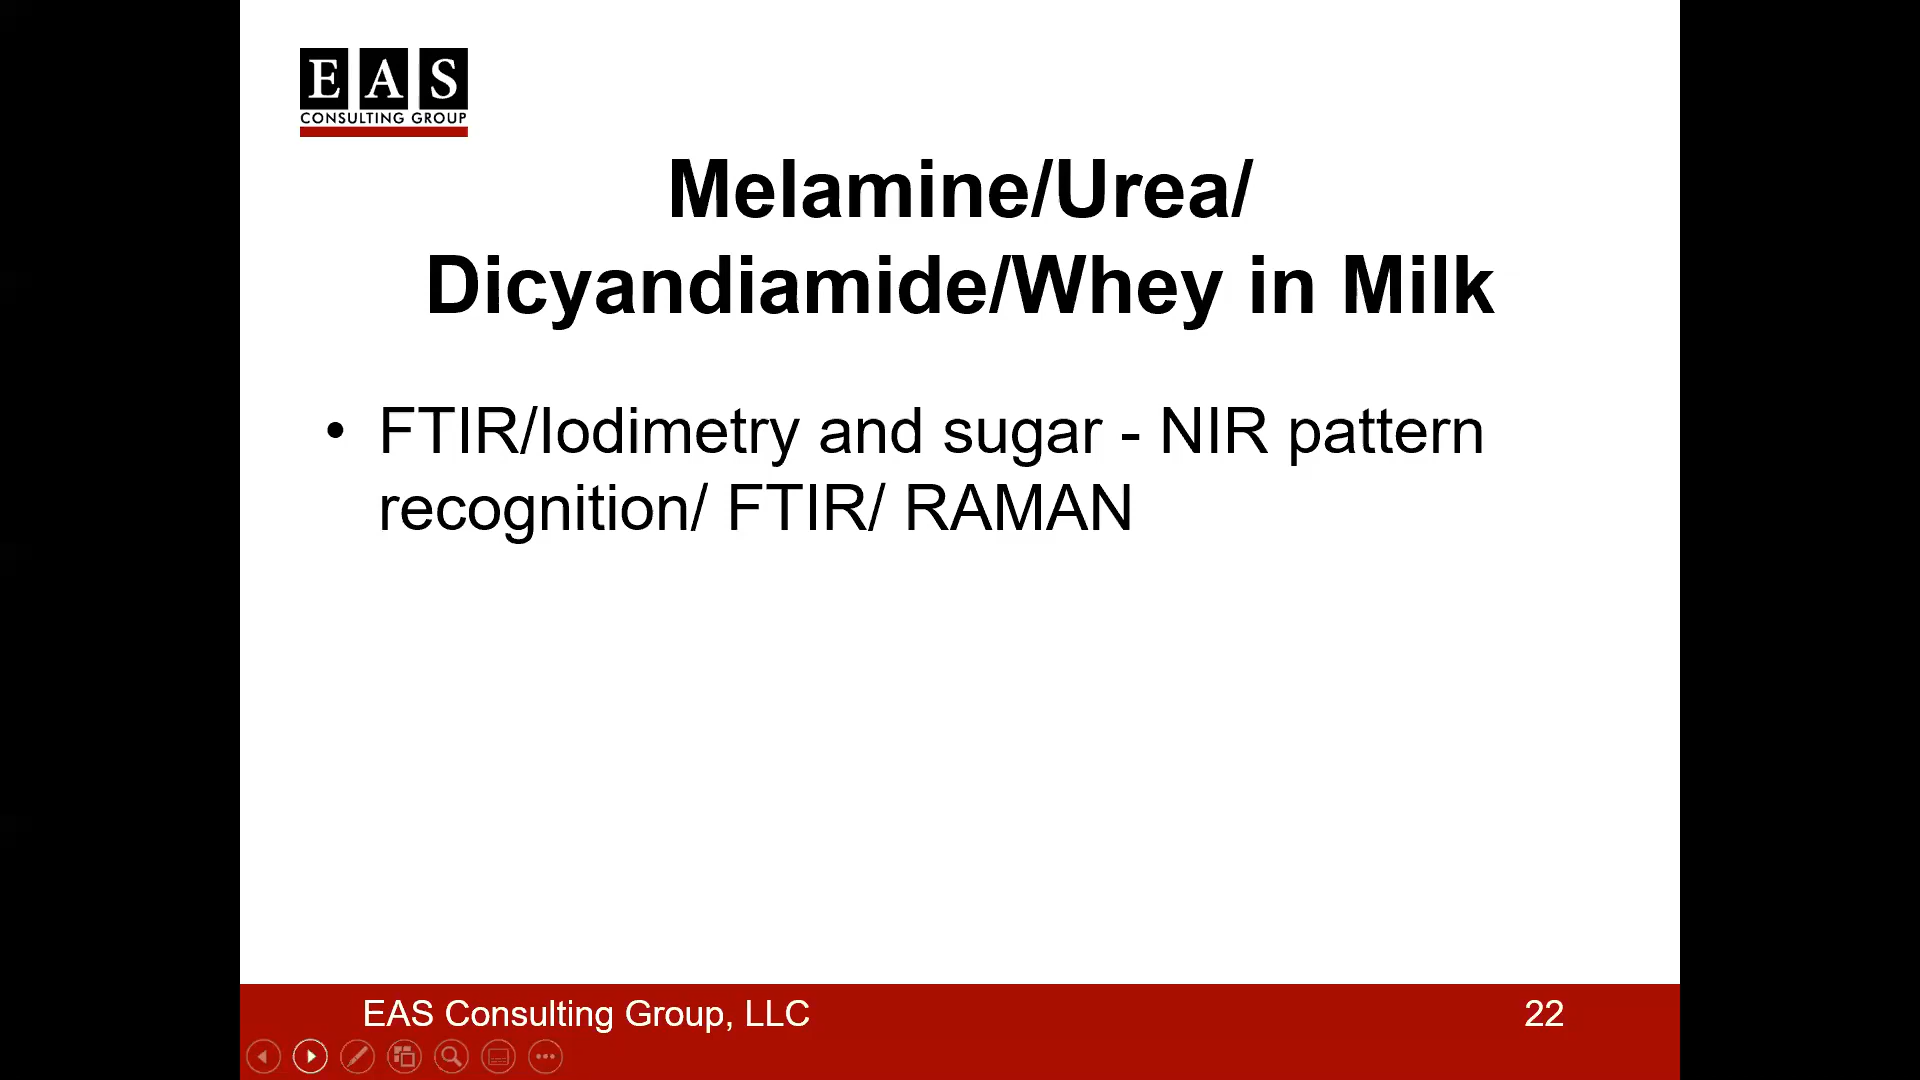 EAS
CONSULTING GROUP
Melamine/Urea/
Dicyandiamide/Whey in Milk
• FTIR/Iodimetry and sugar - NIR pattern
recognition/ FTIR/ RAMAN
EAS Consulting Group, LLC
22